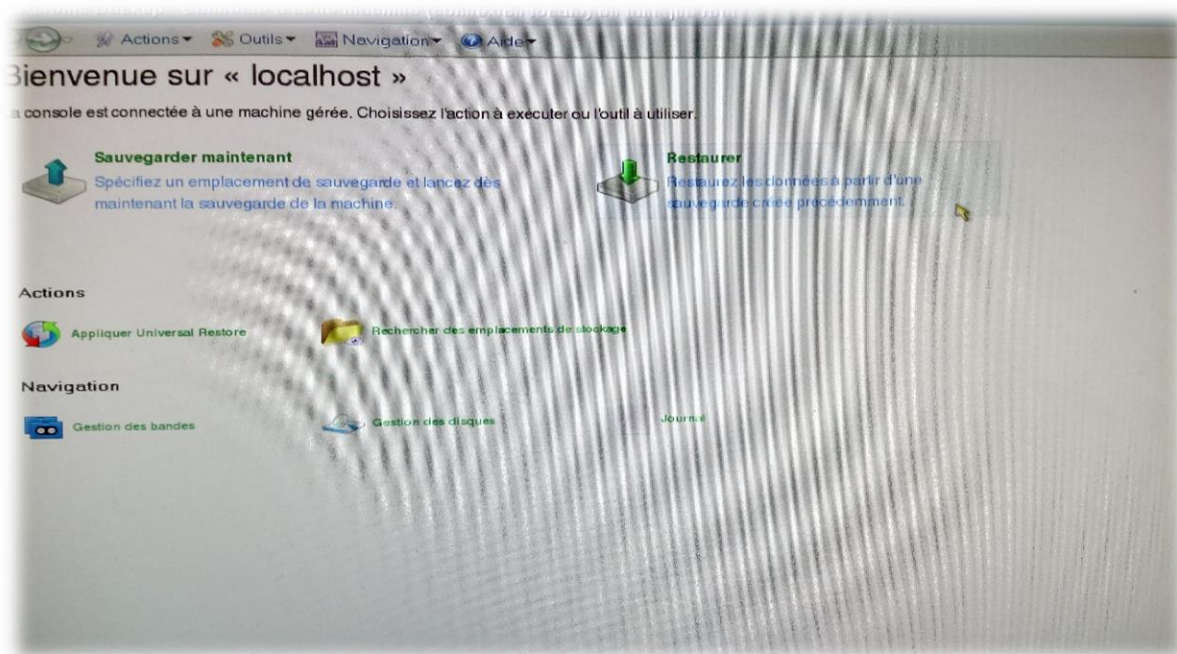 Actions Outils Navigation Aide
Bienvenue sur « localhost »
console est connectée à une machine gérée. Choisissez l'action à exécuter ou l'outil à utiliser.
Sauvegarder maintenant
Spécifiez un emplacement de sauvegarde et lancez dès
maintenant la sauvegarde de la machine.
Restaurer
Restaurez les données à partir d'une
sauvegarde créée précédemment.
Actions
Appliquer Universal Restore
Rechercher des emplacements de stockage
Navigation
Gestion des bandes
Gestion des disques
Journal